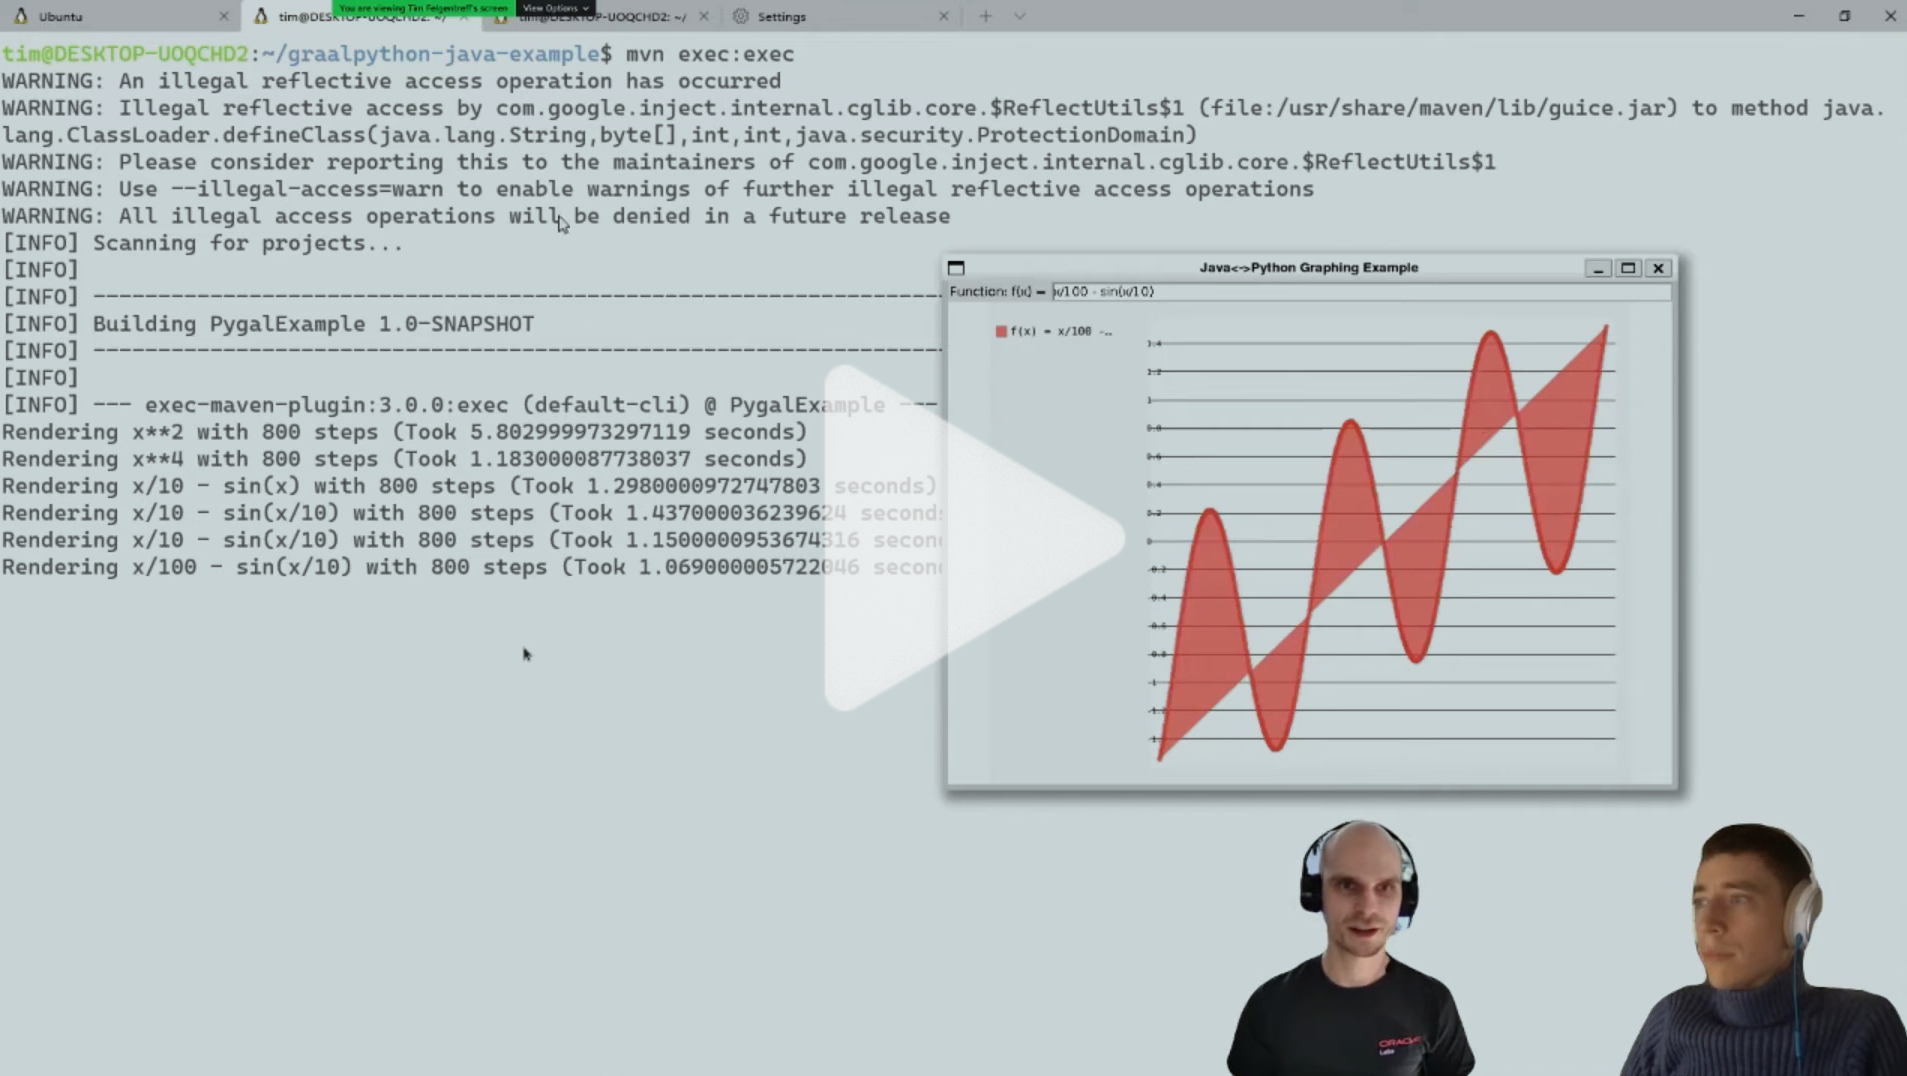 Ubuntu
tim@DESKTOP-UOQCHD2: ~/
You are viewing Tim Felgentreff's screen
View Options
tim@DESKTOP-UOQCHD2: ~/
Settings
tim@DESKTOP-UOQCHD2:~/graalpython-java-example$ mvn exec:exec
WARNING: An illegal reflective access operation has occurred
WARNING: Illegal reflective access by com.google.inject.internal.cglib.core.$ReflectUtils$1 (file:/usr/share/maven/lib/guice.jar) to method java.
lang.ClassLoader.defineClass(java.lang.String,byte[],int,int,java.security.ProtectionDomain)
WARNING: Please consider reporting this to the maintainers of com.google.inject.internal.cglib.core.$ReflectUtils$1
WARNING: Use --illegal-access=warn to enable warnings of further illegal reflective access operations
WARNING: All illegal access operations will be denied in a future release
[INFO] Scanning for projects...
[INFO]
[INFO] ------------------------------------------------------------------
[INFO] Building PygalExample 1.0-SNAPSHOT
[INFO] ------------------------------------------------------------------
[INFO]
[INFO] --- exec-maven-plugin:3.0.0:exec (default-cli) @ PygalExample ---
Rendering x**2 with 800 steps (Took 5.802999973297119 seconds)
Rendering x**4 with 800 steps (Took 1.183000087738037 seconds)
Rendering x/10 - sin(x) with 800 steps (Took 1.2980000972747803 seconds)
Rendering x/10 - sin(x/10) with 800 steps (Took 1.437000036239624 second
Rendering x/10 - sin(x/10) with 800 steps (Took 1.1500000953674316 secon
Rendering x/100 - sin(x/10) with 800 steps (Took 1.069000005722046 secon
Java<->Python Graphing Example
Function: f(x) = x/100 - sin(x/10)
f(x) = x/100 -..
1.4
1.2
1
0.8
0.6
0.4
0.2
0
-0.2
-0.4
-0.6
-0.8
-1
-1.2
ORACLE
Labs